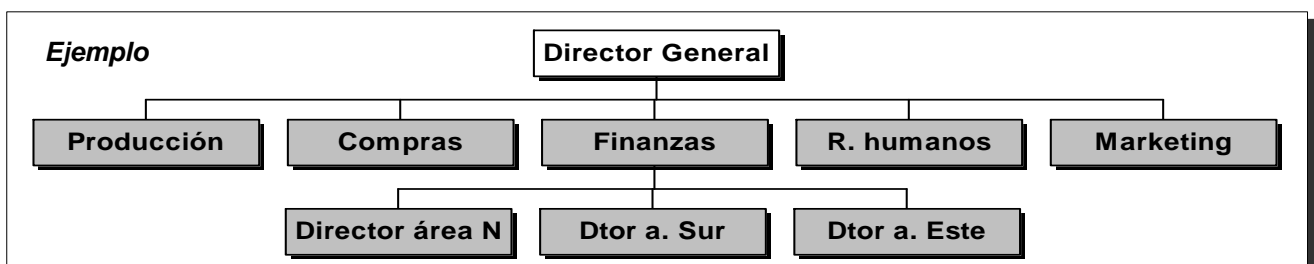 Ejemplo
Director General
Producción
Compras
Finanzas
R. humanos
Marketing
Director área N
Dtor a. Sur
Dtor a. Este